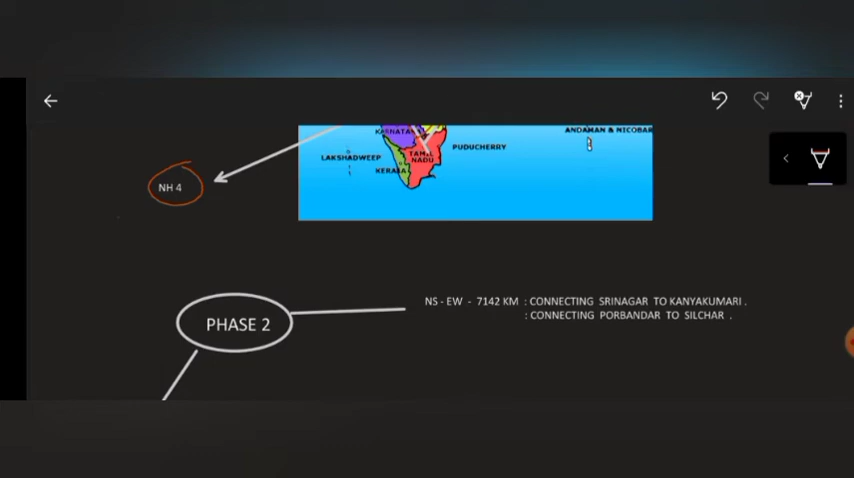 KARNATA
ANDAMAN & NICOBAR
PUDUCHERRY
LAKSHADWEEP
TAMIL
NADU
KERALA
NH 4
NS - EW - 7142 KM : CONNECTING SRINAGAR TO KANYAKUMARI .
: CONNECTING PORBANDAR TO SILCHAR .
PHASE 2